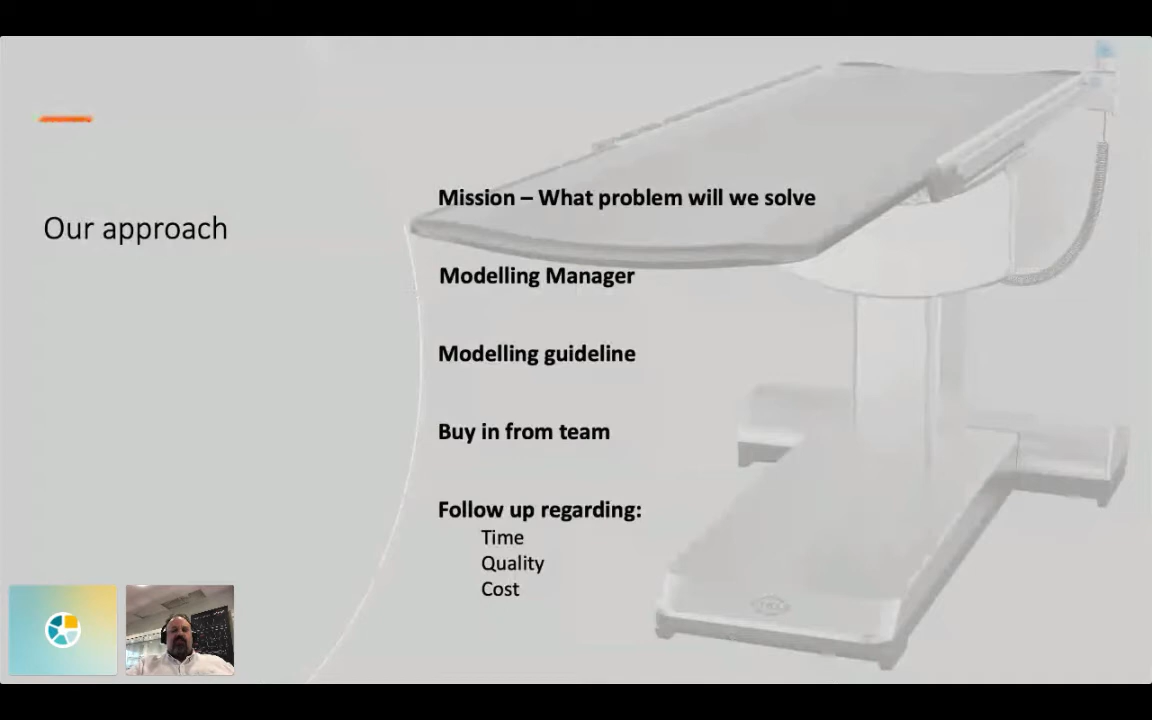 Our approach
Mission – What problem will we solve
Modelling Manager
Modelling guideline
Buy in from team
Follow up regarding:
Time
Quality
Cost